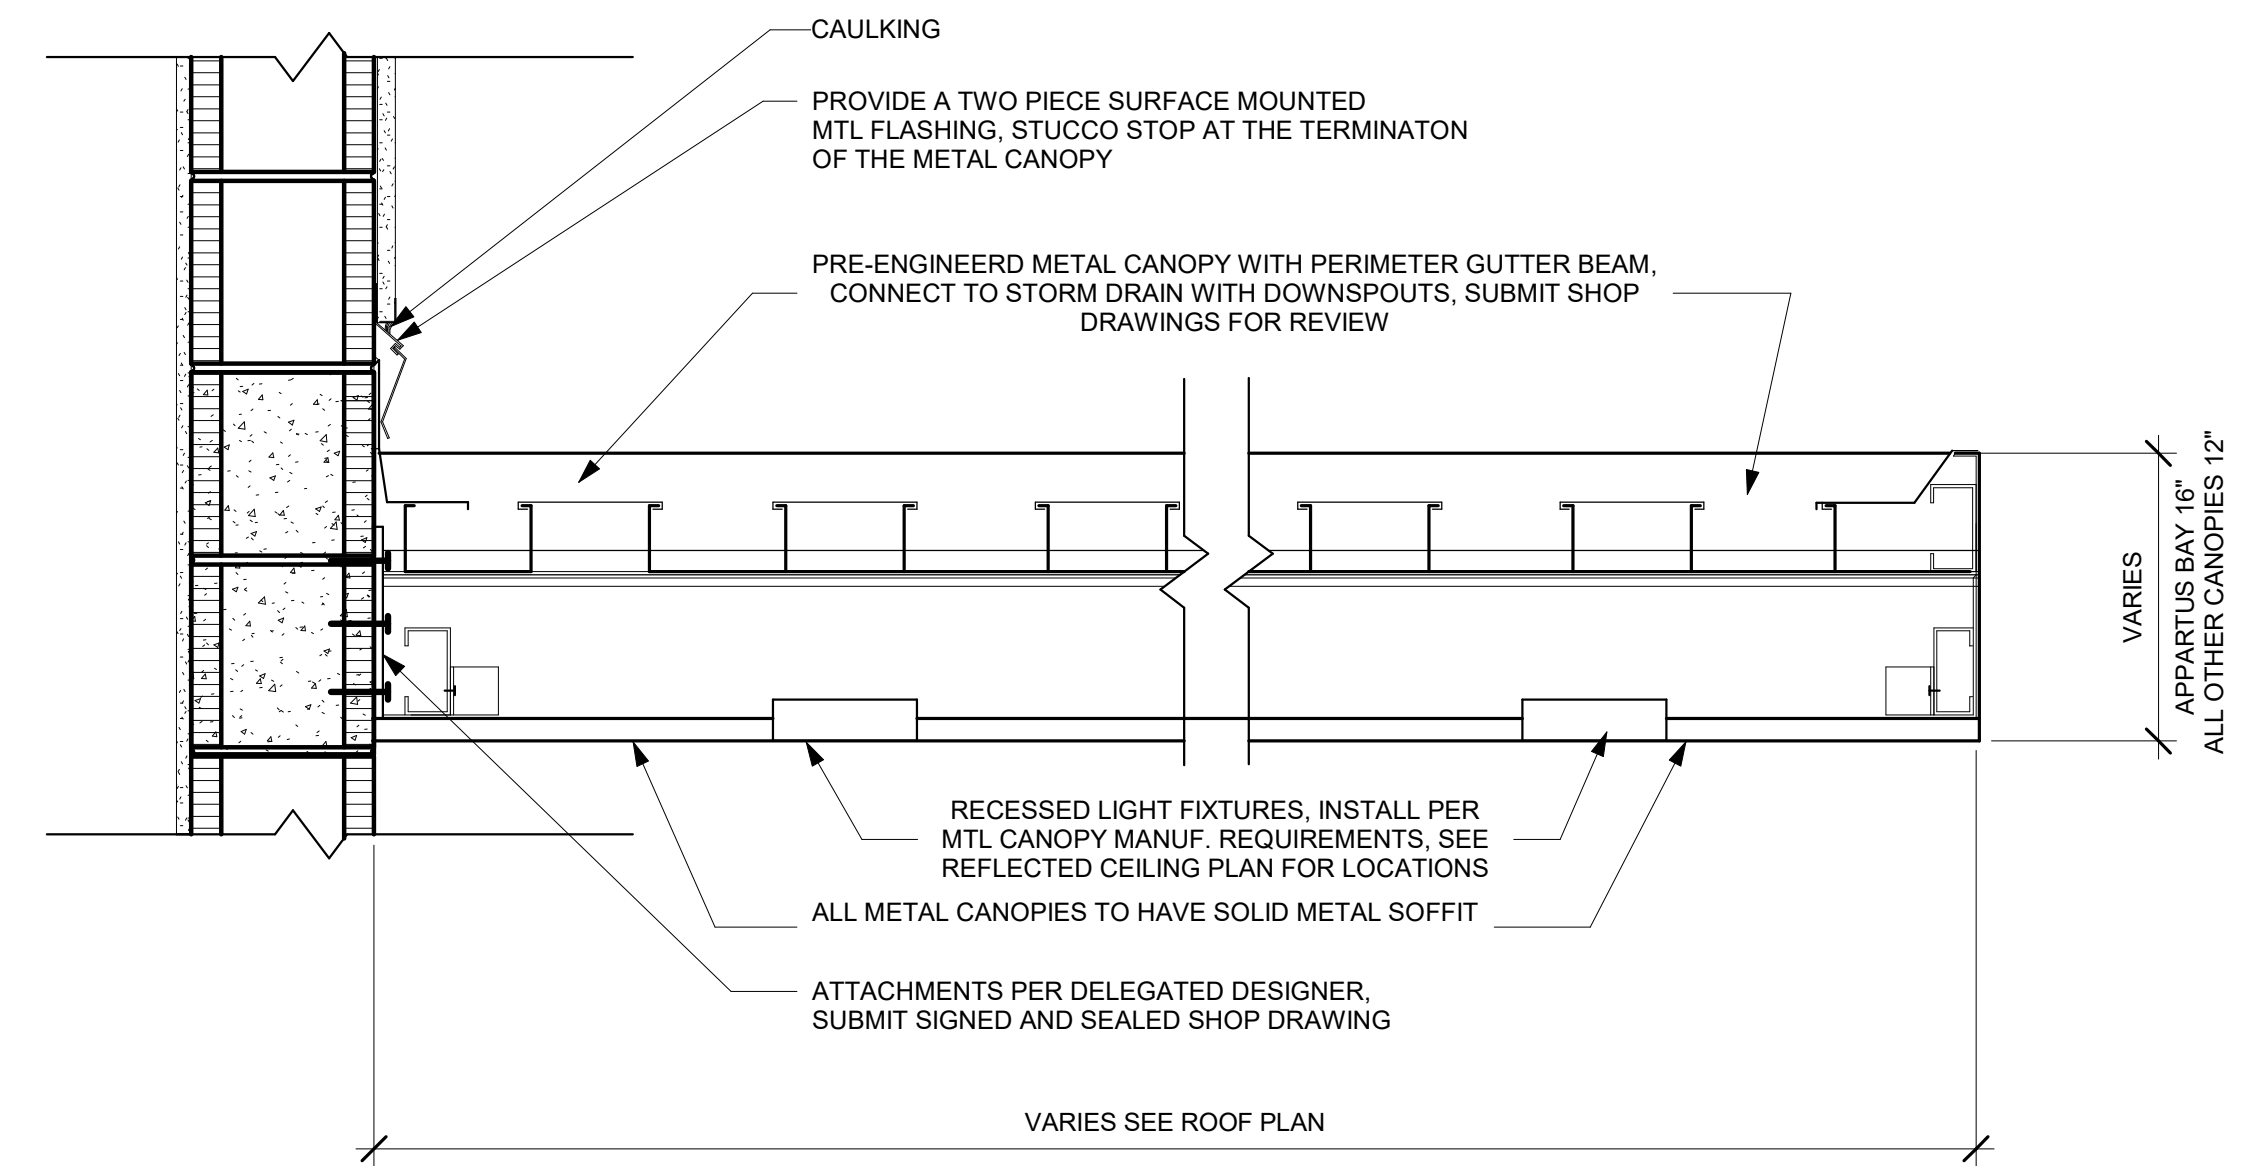 CAULKING
PROVIDE A TWO PIECE SURFACE MOUNTED
MTL FLASHING, STUCCO STOP AT THE TERMINATON
OF THE METAL CANOPY
PRE-ENGINEERD METAL CANOPY WITH PERIMETER GUTTER BEAM,
CONNECT TO STORM DRAIN WITH DOWNSPOUTS, SUBMIT SHOP
DRAWINGS FOR REVIEW
VARIES
APPARTUS BAY 16"
ALL OTHER CANOPIES 12"
RECESSED LIGHT FIXTURES, INSTALL PER
MTL CANOPY MANUF. REQUIREMENTS, SEE
REFLECTED CEILING PLAN FOR LOCATIONS
ALL METAL CANOPIES TO HAVE SOLID METAL SOFFIT
ATTACHMENTS PER DELEGATED DESIGNER,
SUBMIT SIGNED AND SEALED SHOP DRAWING
VARIES SEE ROOF PLAN